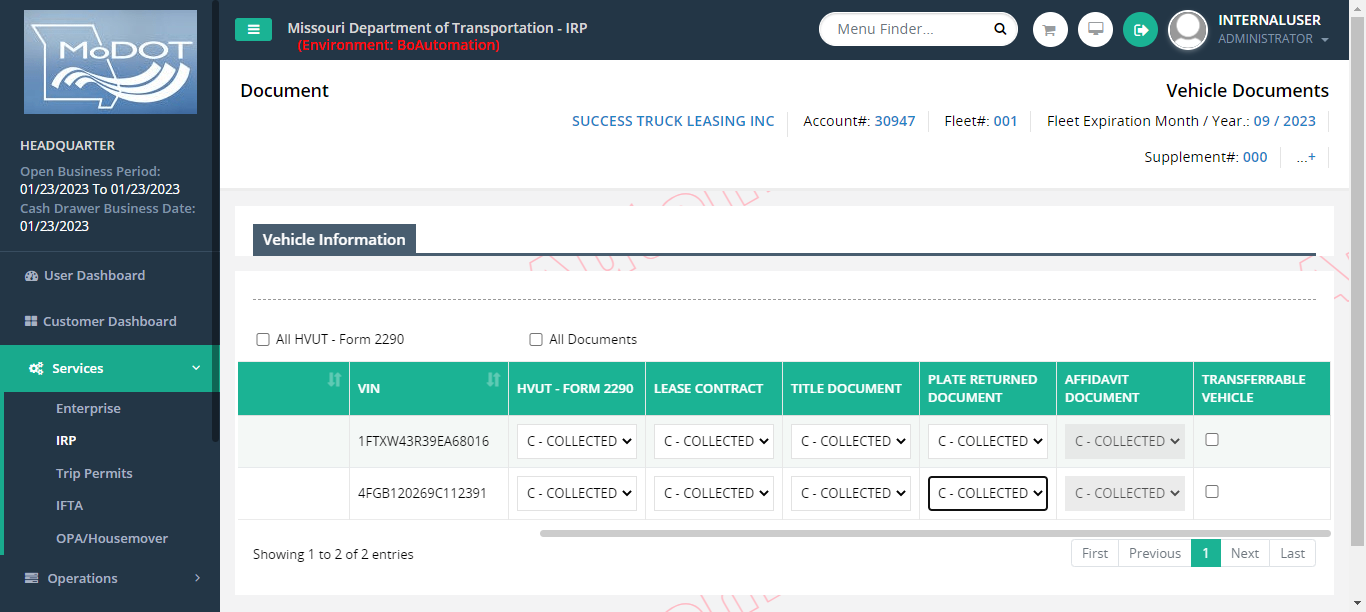 MoDOT
HEADQUARTER
Open Business Period:
01/23/2023 To 01/23/2023
Cash Drawer Business Date:
01/23/2023
User Dashboard
Customer Dashboard
Services
Enterprise
IRP
Trip Permits
IFTA
OPA/Housemover
Operations
Missouri Department of Transportation - IRP
(Environment: BoAutomation)
Menu Finder...
INTERNALUSER
ADMINISTRATOR
Document
Vehicle Documents
SUCCESS TRUCK LEASING INC Account#: 30947 Fleet#: 001 Fleet Expiration Month / Year.: 09 / 2023
Supplement#: 000 ...+
Vehicle Information
All HVUT - Form 2290 All Documents
VIN HVUT - FORM 2290 LEASE CONTRACT TITLE DOCUMENT PLATE RETURNED DOCUMENT AFFIDAVIT DOCUMENT TRANSFERRABLE VEHICLE
1FTXW43R39EA68016 C - COLLECTED C - COLLECTED C - COLLECTED C - COLLECTED C - COLLECTED
4FGB120269C112391 C - COLLECTED C - COLLECTED C - COLLECTED C - COLLECTED C - COLLECTED
Showing 1 to 2 of 2 entries
First Previous 1 Next Last